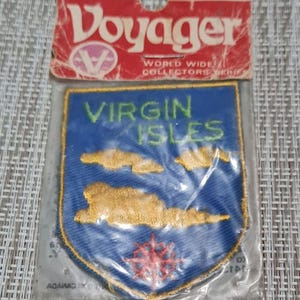 Voyager
V
WORLD WIDE
COLLECTORS SERIES
VIRGIN
ISLES